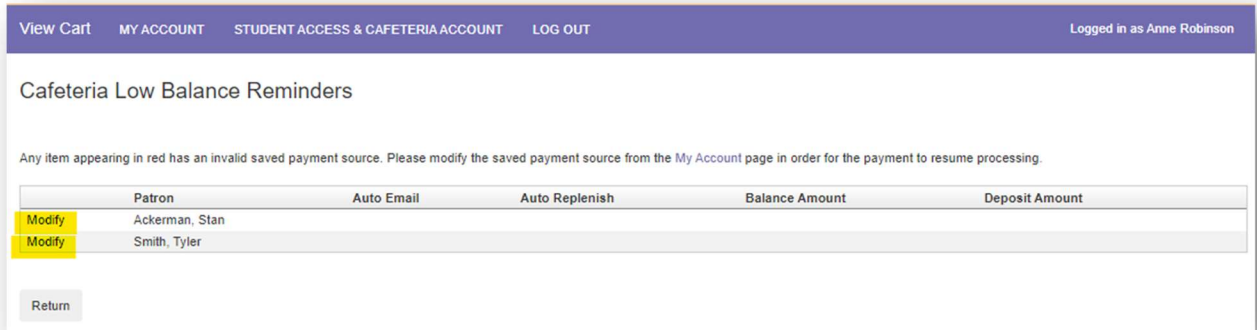 View Cart MY ACCOUNT STUDENT ACCESS & CAFETERIA ACCOUNT LOG OUT Logged in as Anne Robinson
Cafeteria Low Balance Reminders
Any item appearing in red has an invalid saved payment source. Please modify the saved payment source from the My Account page in order for the payment to resume processing.
Patron Auto Email Auto Replenish Balance Amount Deposit Amount
Modify Ackerman, Stan
Modify Smith, Tyler
Return